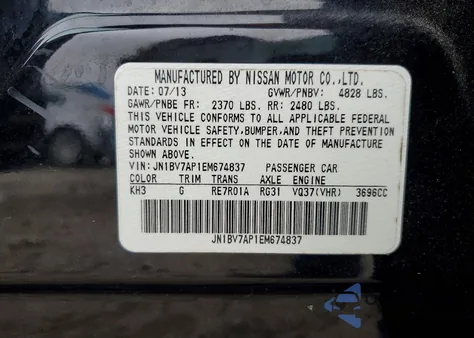 MANUFACTURED BY NISSAN MOTOR CO.,LTD.
DATE: 07/13 GVWR/PNBV: 4828 LBS.
GAWR/PNBE FR: 2370 LBS. RR: 2480 LBS.
THIS VEHICLE CONFORMS TO ALL APPLICABLE FEDERAL
MOTOR VEHICLE SAFETY,BUMPER,AND THEFT PREVENTION
STANDARDS IN EFFECT ON THE DATE OF MANUFACTURE
SHOWN ABOVE.
VIN: JN1BV7AP1EM674837 PASSENGER CAR
COLOR TRIM TRANS AXLE ENGINE
KH3 G RE7R01A RG31 VQ37(VHR) 3696CC
JN1BV7AP1EM674837